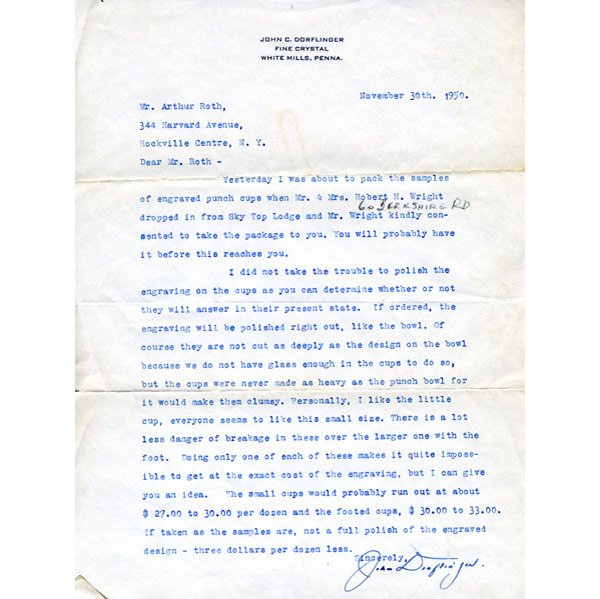 JOHN C. DORFLINGER
FINE CRYSTAL
WHITE MILLS, PENNA.
November 30th. 1950.
Mr. Arthur Roth,
344 Harvard Avenue,
Rockville Centre, N. Y.
Dear Mr. Roth -
Yesterday I was about to pack the samples
of engraved punch cups when Mr. & Mrs. Robert H. Wright
60 BERKSHIRE RD
dropped in from Sky Top Lodge and Mr. Wright kindly con-
sented to take the package to you. You will probably have
it before this reaches you.
I did not take the trouble to polish the
engraving on the cups as you can determine whether or not
they will answer in their present state. If ordered, the
engraving will be polished right out, like the bowl. Of
course they are not cut as deeply as the design on the bowl
because we do not have glass enough in the cups to do so,
but the cups were never made as heavy as the punch bowl for
it would make them clumsy. Personally, I like the little
cup, everyone seems to like this small size. There is a lot
less danger of breakage in these over the larger one with the
foot. Doing only one of each of these makes it quite imposs-
ible to get at the exact cost of the engraving, but I can give
you an idea. The small cups would probably run out at about
$ 27.00 to 30.00 per dozen and the footed cups, $ 30.00 to 33.00.
If taken as the samples are, not a full polish of the engraved
design - three dollars per dozen less.
Sincerely,
John Dorflinger.